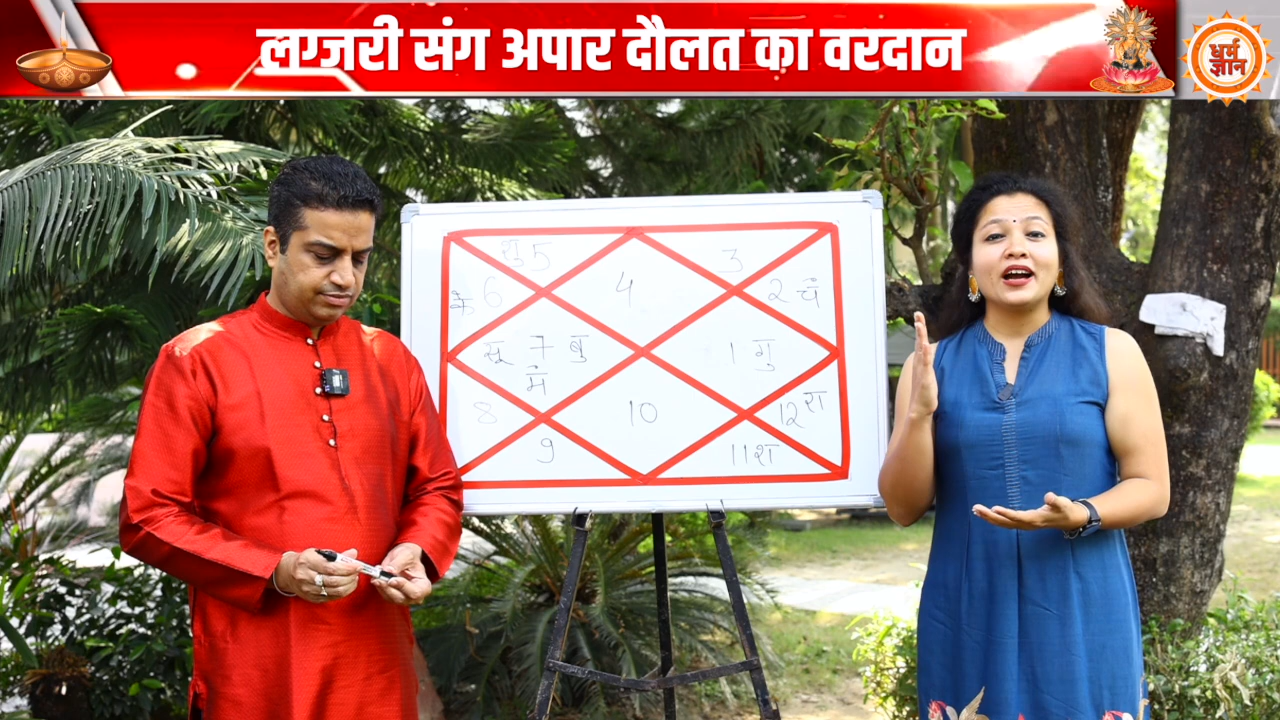 लग्जरी संग अपार दौलत का वरदान
धर्म
ज्ञान
शु 5
3
के 6
4
2 चं
सू 7 बु
मं
1 गु
8
10
12 रा
9
11 श